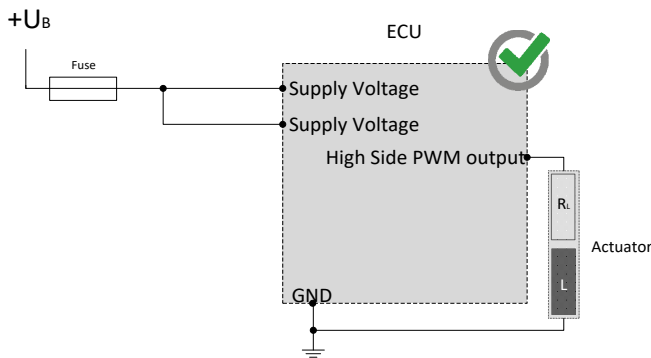 +UB
ECU
Fuse
Supply Voltage
Supply Voltage
High Side PWM output
RL
Actuator
L
GND